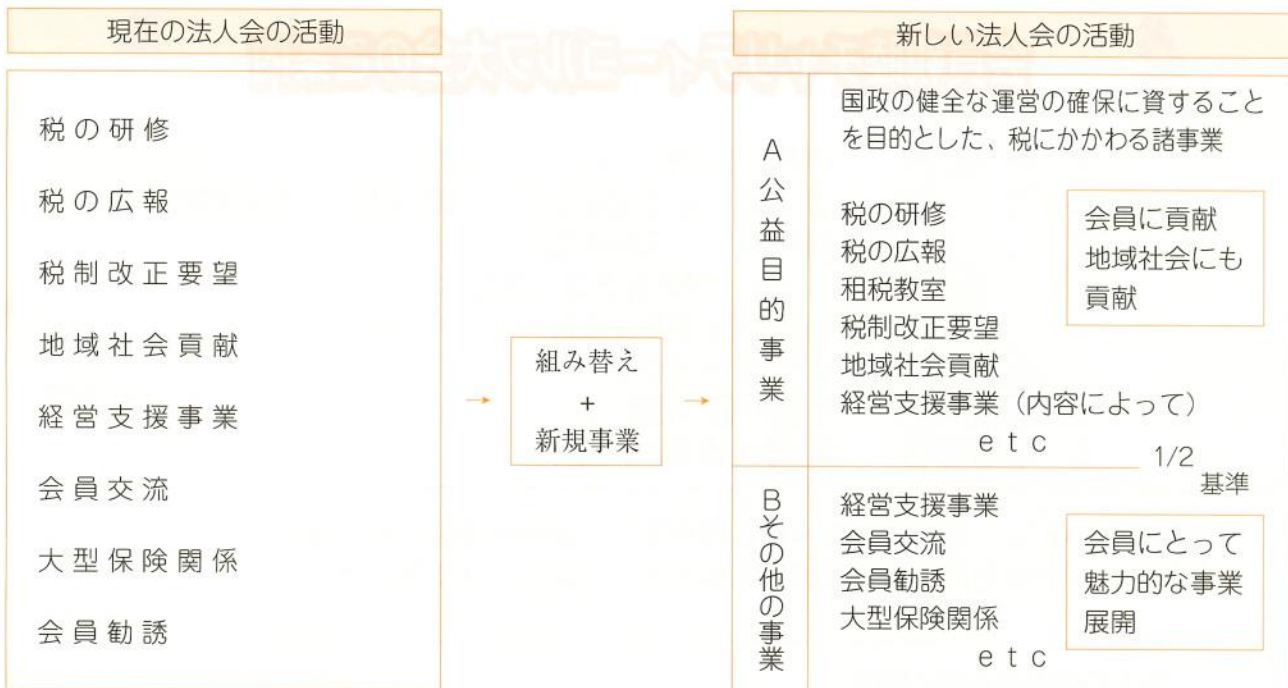 現在の法人会の活動
税の研修
税の広報
税制改正要望
地域社会貢献
経営支援事業
会員交流
大型保険関係
会員勧誘
→
組み替え
+
新規事業
→
新しい法人会の活動
A公益目的事業
国政の健全な運営の確保に資すること
を目的とした、税にかかわる諸事業
税の研修
税の広報
租税教室
税制改正要望
地域社会貢献
経営支援事業（内容によって）
etc
会員に貢献
地域社会にも
貢献
1/2
基準
Bその他の事業
経営支援事業
会員交流
会員勧誘
大型保険関係
etc
会員にとって
魅力的な事業
展開